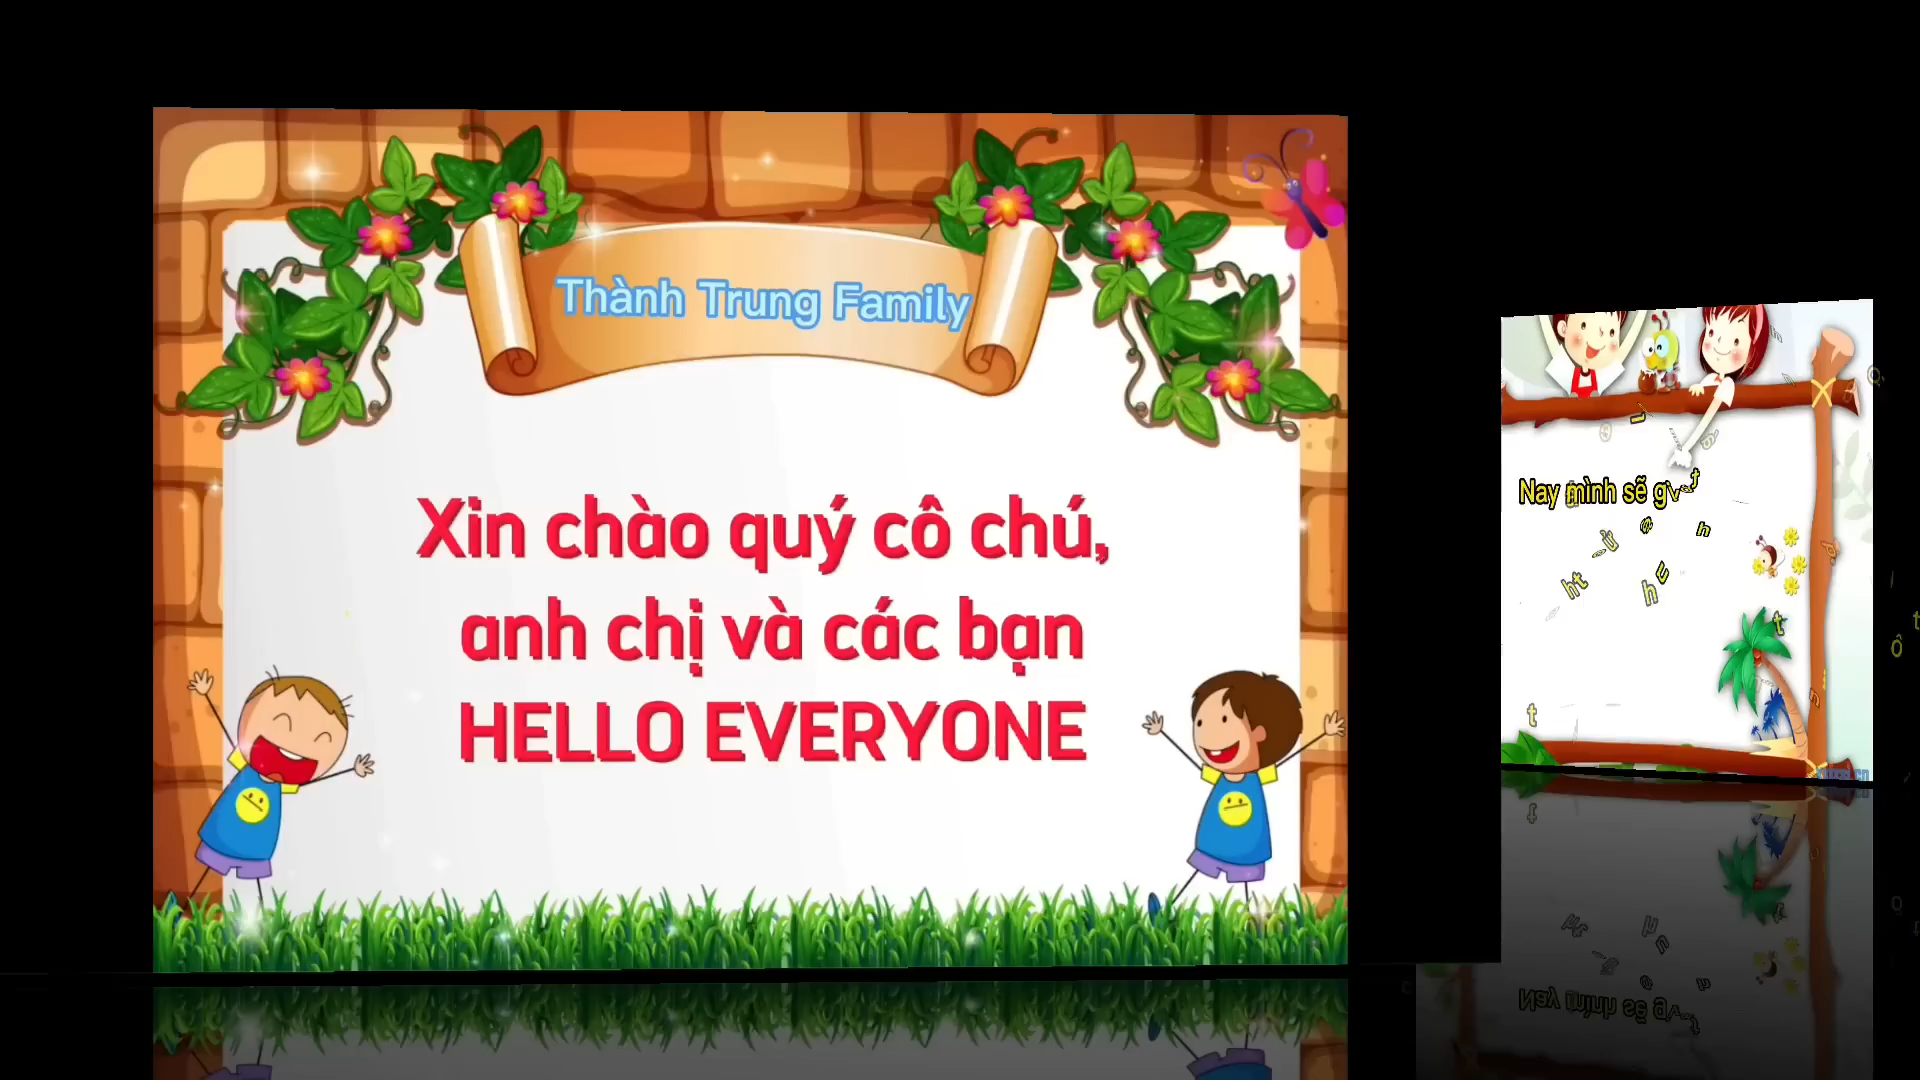 Thành Trung Family
Xin chào quý cô chú,
anh chị và các bạn
HELLO EVERYONE
Nay mình sẽ